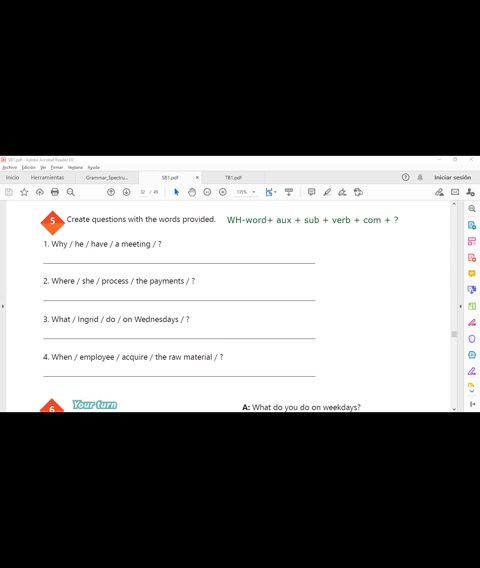 SB1.pdf - Adobe Acrobat Reader DC
Archivo Edición Ver Firmar Ventana Ayuda
Inicio Herramientas Grammar_Spectru... SB1.pdf × TB1.pdf Iniciar sesión
32 / 48 135%
5 Create questions with the words provided. WH-word+ aux + sub + verb + com + ?
1. Why / he / have / a meeting / ?
2. Where / she / process / the payments / ?
3. What / Ingrid / do / on Wednesdays / ?
4. When / employee / acquire / the raw material / ?
6 Your turn A: What do you do on weekdays?